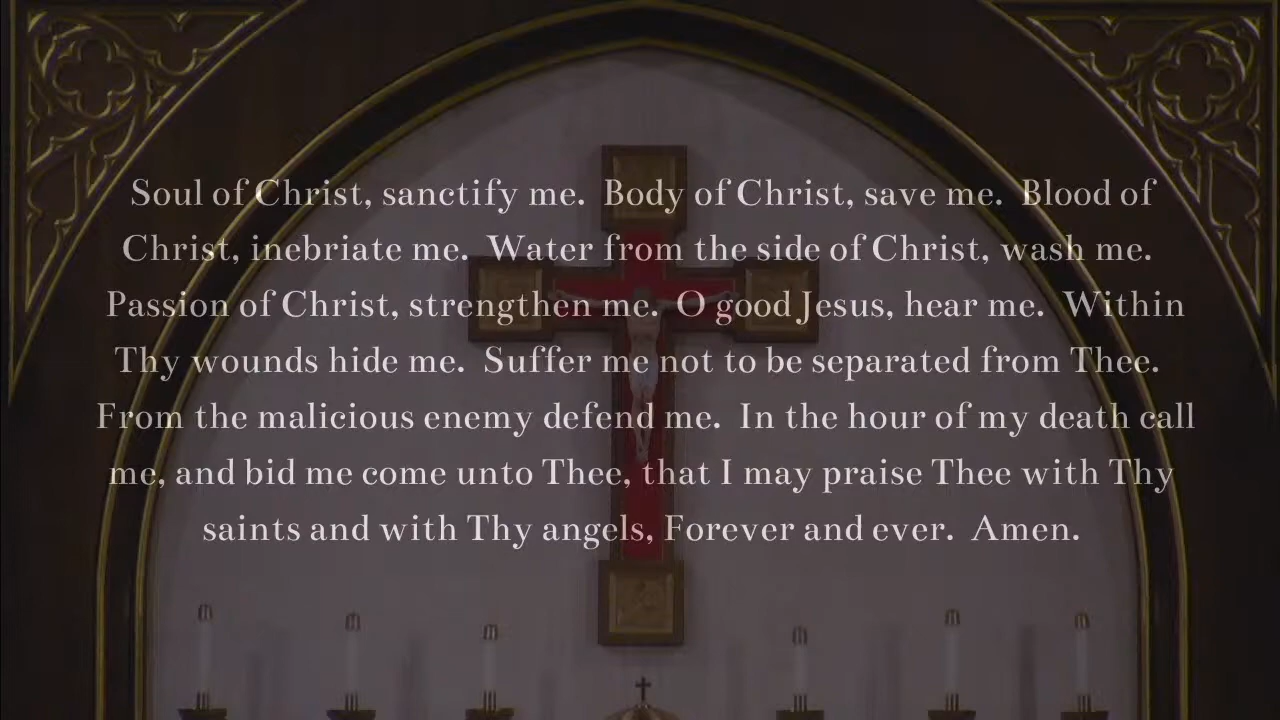 Soul of Christ, sanctify me.  Body of Christ, save me.  Blood of
Christ, inebriate me.  Water from the side of Christ, wash me.
Passion of Christ, strengthen me.  O good Jesus, hear me.  Within
Thy wounds hide me.  Suffer me not to be separated from Thee.
From the malicious enemy defend me.  In the hour of my death call
me, and bid me come unto Thee, that I may praise Thee with Thy
saints and with Thy angels, Forever and ever.  Amen.